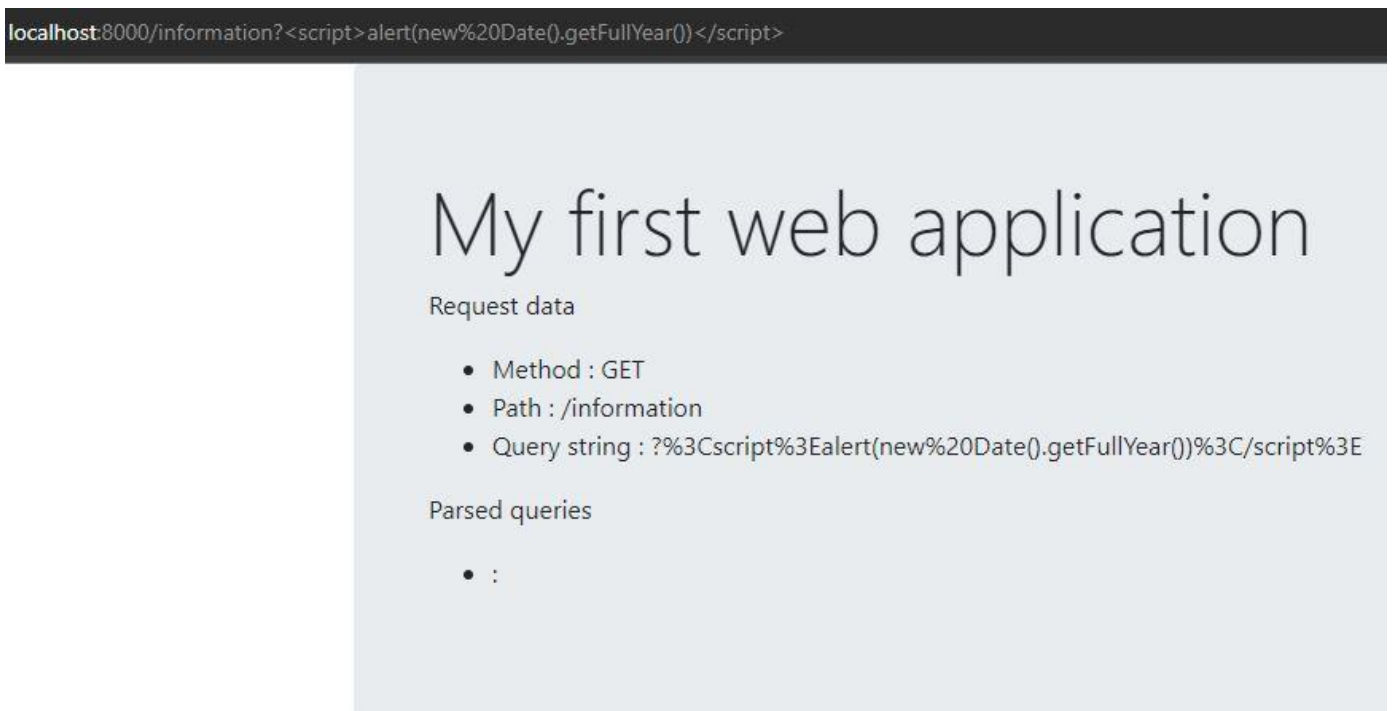 localhost:8000/information?<script>alert(new%20Date().getFullYear())</script>
My first web application
Request data
• Method : GET
• Path : /information
• Query string : ?%3Cscript%3Ealert(new%20Date().getFullYear())%3C/script%3E
Parsed queries
• :